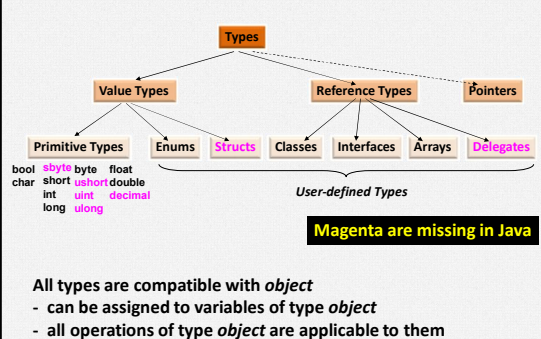 Types
Value Types Reference Types Pointers
Primitive Types Enums Structs Classes Interfaces Arrays Delegates
bool sbyte byte float
char short ushort double
int uint decimal
long ulong
User-defined Types
Magenta are missing in Java
All types are compatible with object
- can be assigned to variables of type object
- all operations of type object are applicable to them